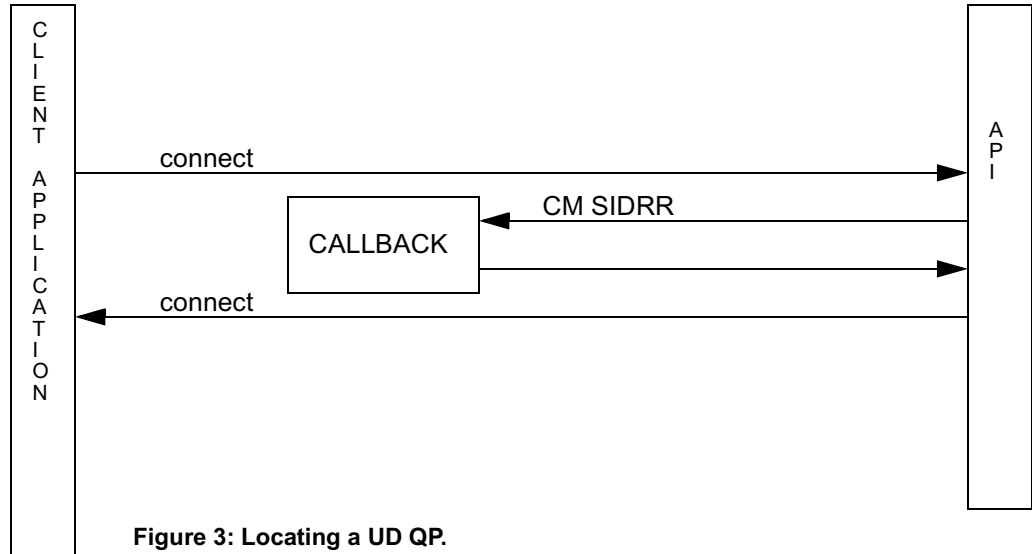 CLIENT APPLICATION
API
connect
CM SIDRR
CALLBACK
connect
Figure 3: Locating a UD QP.